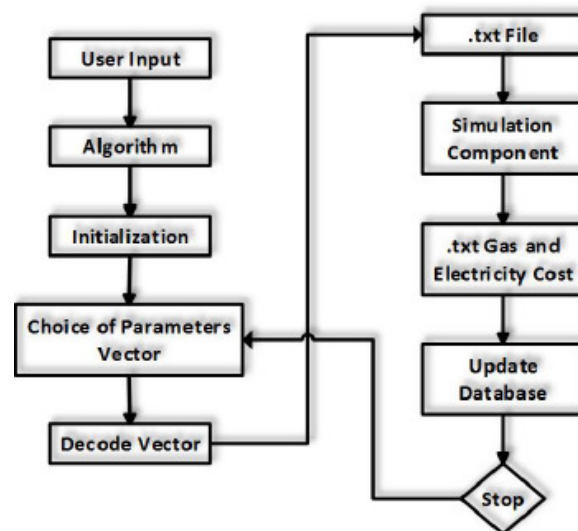 User Input
Algorithm
Initialization
Choice of Parameters
Vector
Decode Vector
.txt File
Simulation
Component
.txt Gas and
Electricity Cost
Update
Database
Stop